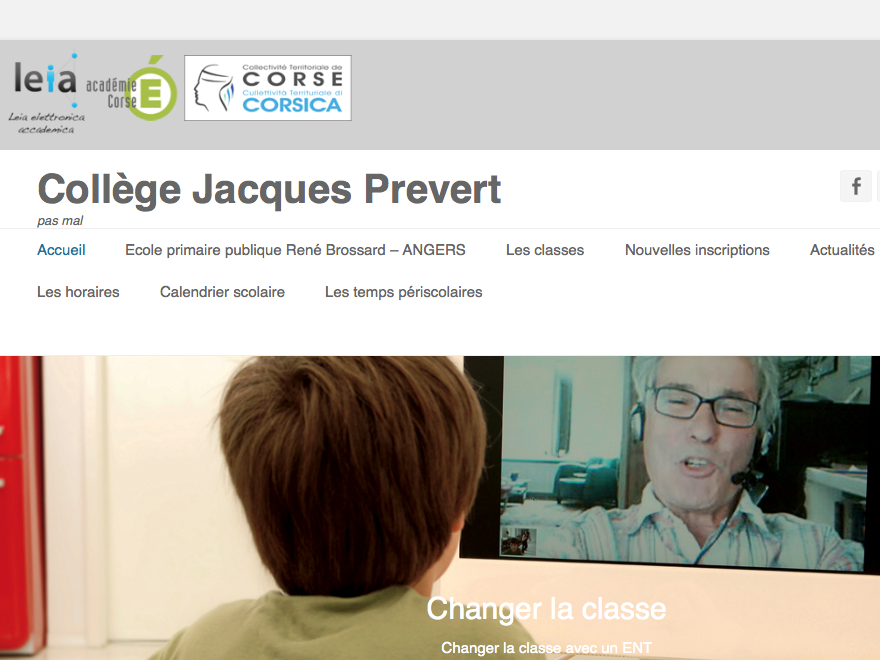 leia
Leia elettronica
accademica
académie
Corse
É
Collectivité Territoriale de
CORSE
Cullettività Territuriale di
CORSICA
Collège Jacques Prevert
pas mal
Accueil Ecole primaire publique René Brossard – ANGERS Les classes Nouvelles inscriptions Actualités
Les horaires Calendrier scolaire Les temps périscolaires
Changer la classe
Changer la classe avec un ENT